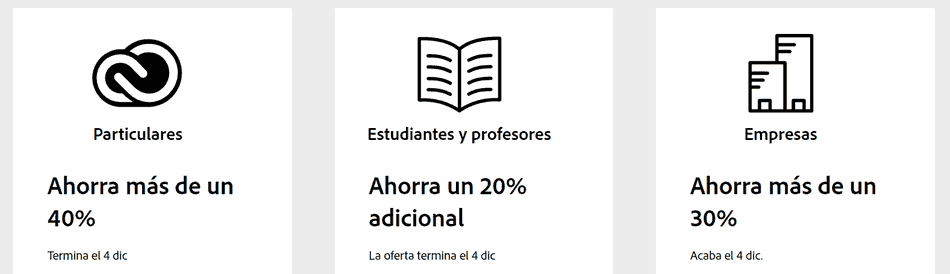 Particulares
Ahorra más de un
40%
Termina el 4 dic
Estudiantes y profesores
Ahorra un 20%
adicional
La oferta termina el 4 dic
Empresas
Ahorra más de un
30%
Acaba el 4 dic.